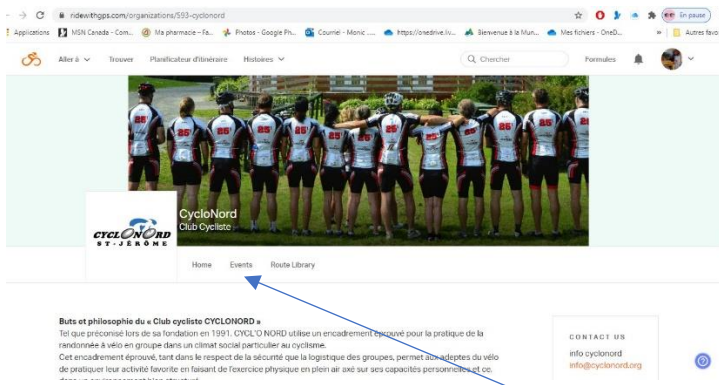 ridewithgps.com/organizations/593-cyclonord
En pause
Applications MSN Canada - Com... Ma pharmacie – Fa... Photos - Google Ph... Courriel - Monic .... https://onedrive.liv... Bienvenue à la Mun... Mes fichiers - OneD... » Autres favo
Aller à Trouver Planificateur d'itinéraire Histoires Chercher Formules
25° 25° 25°
CYCLONORD
ST-JÉRÔME
CycloNord
Club Cycliste
Home Events Route Library
Buts et philosophie du « Club cycliste CYCLONORD »
Tel que préconisé lors de sa fondation en 1991. CYCL'O NORD utilise un encadrement éprouvé pour la pratique de la
randonnée à vélo en groupe dans un climat social particulier au cyclisme.
Cet encadrement éprouvé, tant dans le respect de la sécurité que la logistique des groupes, permet aux adeptes du vélo
de pratiquer leur activité favorite en faisant de l'exercice physique en plein air axé sur ses capacités personnelles et ce,
CONTACT US
info cyclonord
info@cyclonord.org